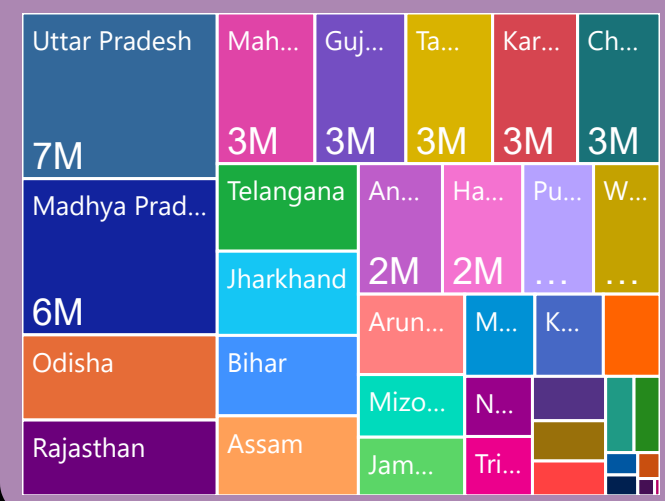 Uttar Pradesh
7M
Madhya Prad...
6M
Odisha
Rajasthan
Mah...
3M
Guj...
3M
Ta...
3M
Kar...
3M
Ch...
3M
Telangana
Jharkhand
Bihar
Assam
An...
2M
Ha...
2M
Pu...
...
W...
...
Arun...
M...
K...
Mizo...
N...
Jam...
Tri...